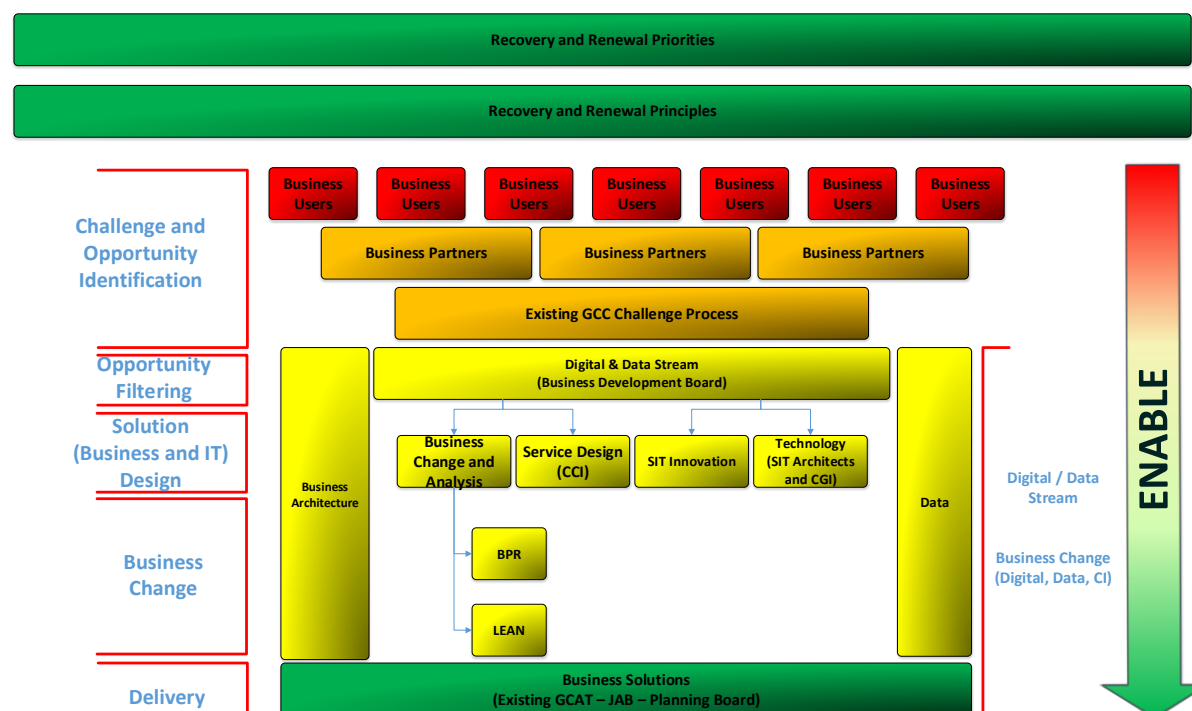 Recovery and Renewal Priorities
Recovery and Renewal Principles
Challenge and
Opportunity
Identification
Business
Users
Business
Users
Business
Users
Business
Users
Business
Users
Business
Users
Business
Users
Business Partners
Business Partners
Business Partners
Existing GCC Challenge Process
Opportunity
Filtering
Digital & Data Stream
(Business Development Board)
Solution
(Business and IT)
Design
Business
Architecture
Business
Change and
Analysis
Service Design
(CCI)
SIT Innovation
Technology
(SIT Architects
and CGI)
Data
Business
Change
BPR
LEAN
Digital / Data
Stream
Business Change
(Digital, Data, CI)
ENABLE
Delivery
Business Solutions
(Existing GCAT – JAB – Planning Board)